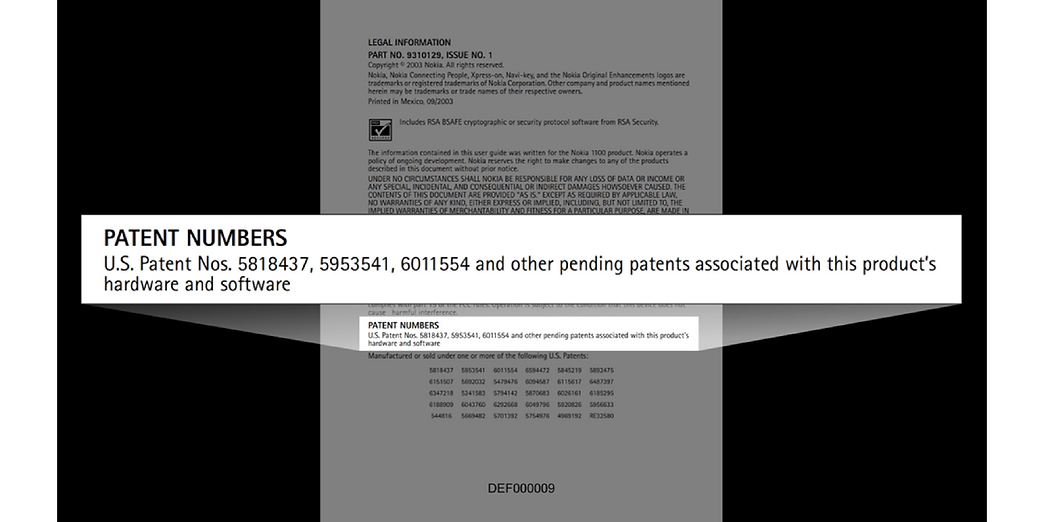 LEGAL INFORMATION
PART NO. 9310129, ISSUE NO. 1
Copyright © 2003 Nokia. All rights reserved.
Nokia, Nokia Connecting People, Xpress-on, Navi-key, and the Nokia Original Enhancements logos are
trademarks or registered trademarks of Nokia Corporation. Other company and product names mentioned
herein may be trademarks or trade names of their respective owners.
Printed in Mexico, 09/2003
Includes RSA BSAFE cryptographic or security protocol software from RSA Security.
The information contained in this user guide was written for the Nokia 1100 product. Nokia operates a
policy of ongoing development. Nokia reserves the right to make changes to any of the products
described in this document without prior notice.
UNDER NO CIRCUMSTANCES SHALL NOKIA BE RESPONSIBLE FOR ANY LOSS OF DATA OR INCOME OR
ANY SPECIAL, INCIDENTAL, AND CONSEQUENTIAL OR INDIRECT DAMAGES HOWSOEVER CAUSED. THE
CONTENTS OF THIS DOCUMENT ARE PROVIDED "AS IS." EXCEPT AS REQUIRED BY APPLICABLE LAW,
NO WARRANTIES OF ANY KIND, EITHER EXPRESS OR IMPLIED, INCLUDING, BUT NOT LIMITED TO, THE
IMPLIED WARRANTIES OF MERCHANTABILITY AND FITNESS FOR A PARTICULAR PURPOSE, ARE MADE IN
PATENT NUMBERS
U.S. Patent Nos. 5818437, 5953541, 6011554 and other pending patents associated with this product's
hardware and software
cause harmful interference.
PATENT NUMBERS
U.S. Patent Nos. 5818437, 5953541, 6011554 and other pending patents associated with this product's
hardware and software
Manufactured or sold under one or more of the following U.S. Patents:
5818437 5953541 6011554 6594472 5845219 5893475
6151507 5692032 5479476 6094587 6115617 6487397
6347218 5241583 5794142 5870683 6026161 6185295
6188909 6043760 6292668 6049796 5920826 5956633
544816 5669482 5701392 5754976 4969192 RE32580
DEF000009